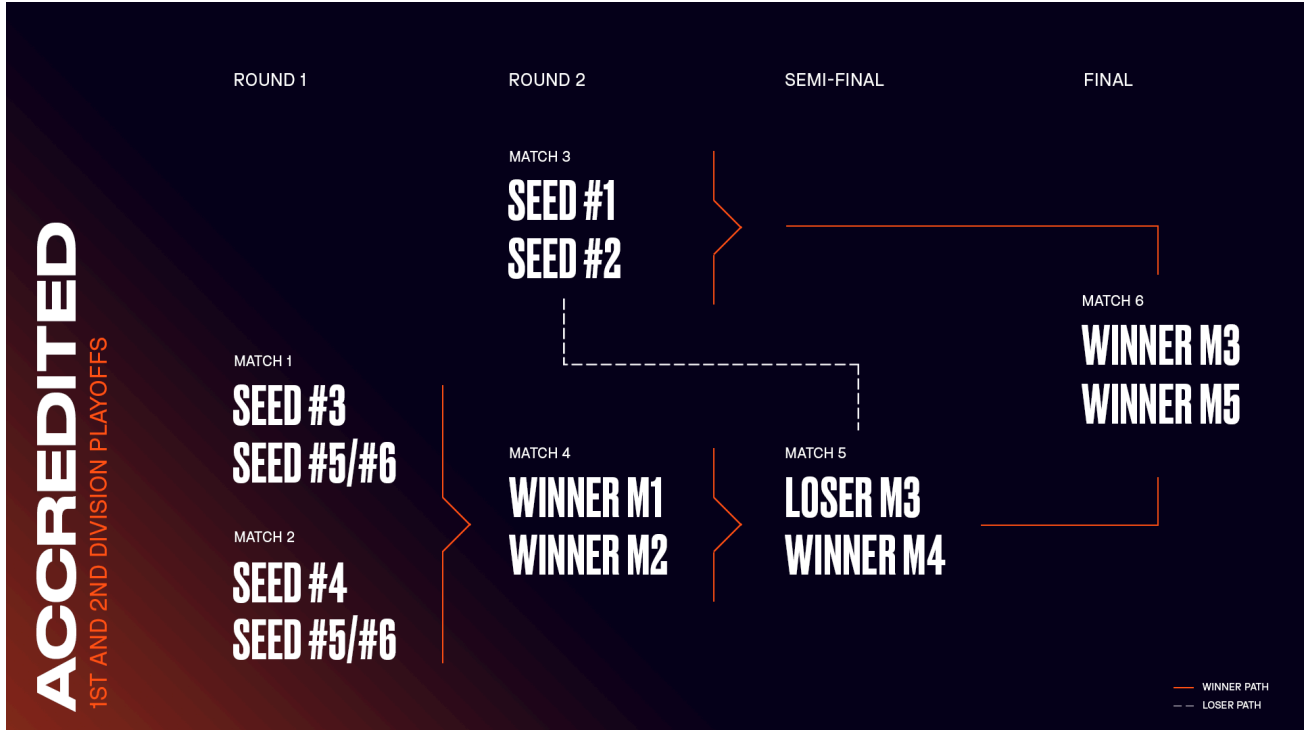 ACCREDITED
1ST AND 2ND DIVISION PLAYOFFS
ROUND 1
ROUND 2
SEMI-FINAL
FINAL
MATCH 3
SEED #1
SEED #2
MATCH 1
SEED #3
SEED #5/#6
MATCH 2
SEED #4
SEED #5/#6
MATCH 4
WINNER M1
WINNER M2
MATCH 5
LOSER M3
WINNER M4
MATCH 6
WINNER M3
WINNER M5
WINNER PATH
LOSER PATH